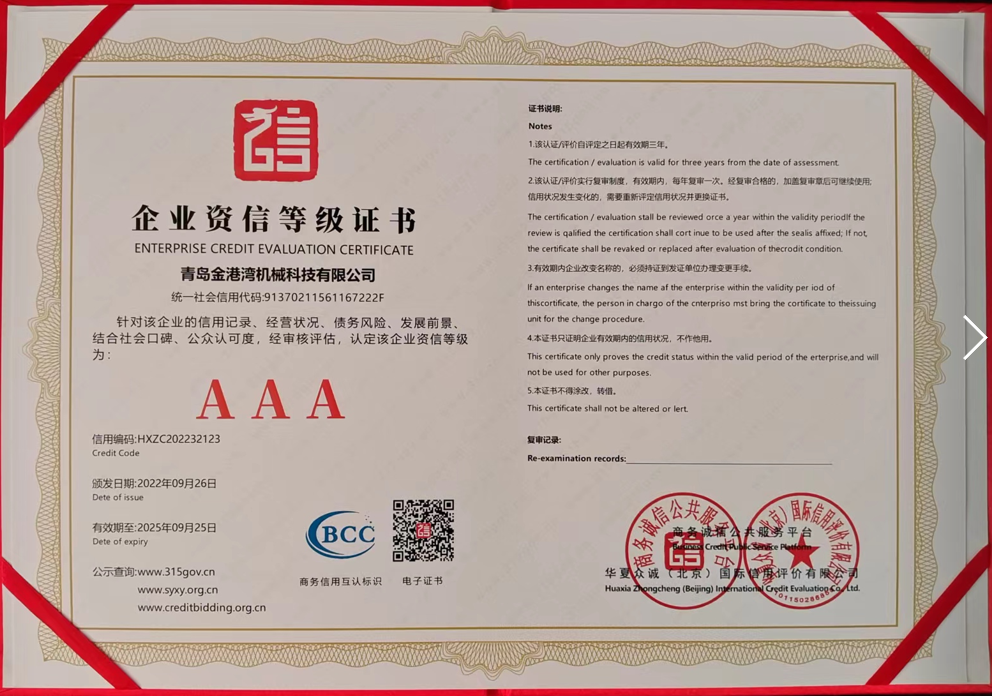 企业资信等级证书
ENTERPRISE CREDIT EVALUATION CERTIFICATE
青岛金港湾机械科技有限公司
统一社会信用代码:91370211561167222F
针对该企业的信用记录、经营状况、债务风险、发展前景、
结合社会口碑、公众认可度，经审核评估，认定该企业资信等级
为：
AAA
信用编码:HXZC202232123
Credit Code
颁发日期:2022年09月26日
Dete of issue
有效期至:2025年09月25日
Date of expiry
公示查询:www.315gov.cn
www.syxy.org.cn
www.creditbidding.org.cn
BCC
商务信用互认标识
电子证书
证书说明:
Notes
1.该认证/评价自评定之日起有效期三年。
The certification / evaluation is valid for three years from the date of assessment.
2.该认证/评价实行复审制度，有效期内，每年复审一次。经复审合格的，加盖复审章后可继续使用;
信用状况发生变化的，需要重新评定信用状况并更换证书。
The certification / evaluation stall be reviewed orce a year within the validity periodIf the
review is qalified the certification shall cort inue to be used after the sealis affixed; If not,
the certificate shall be revaked or replaced after evaluation of thecrodit condition.
3.有效期内企业改变名称的，必须持证到发证单位办理变更手续。
If an enterprise changes the name af the enterprise within the validity per iod of
thiscortificate, the person in chargo of the cnterpriso mst bring the cortificate to theissuing
unit for the change procedure.
4.本证书只证明企业有效期内的信用状况，不作他用。
This certificate only proves the credit status within the valid period of the erterprise,and will
not be used for other purposes.
5.本证书不得涂改，转借。
This certificate shall not be altered or lert.
复审记录:
Re-examination records:
商务诚信公共服务平台
Business Credit Public Service Platform
华夏众诚（北京）国际信用评价有限公司
Huaxia Zhongcheng (Beijing) International Credit Evaluation Co., Ltd.
商务诚信公共服务平台